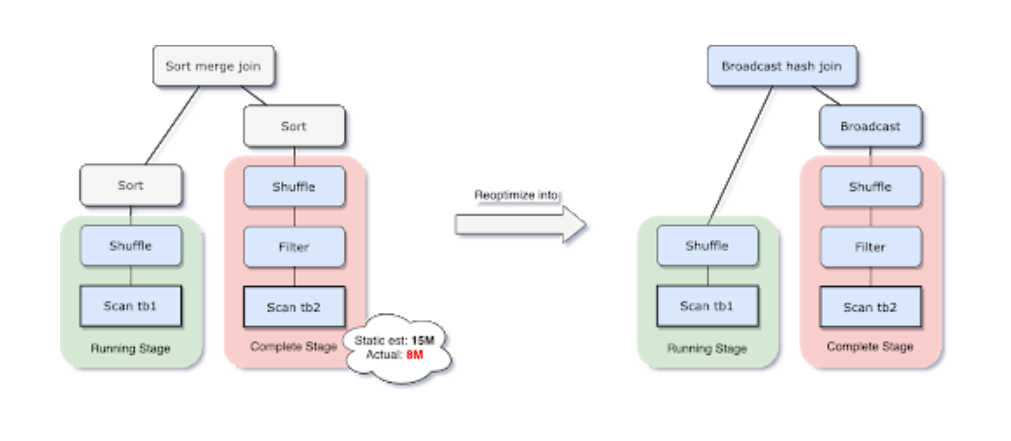 Sort merge join
Sort
Sort
Shuffle
Filter
Scan tb2
Complete Stage
Shuffle
Scan tb1
Running Stage
Static est: 15M
Actual: 8M
Reoptimize into
Broadcast hash join
Broadcast
Shuffle
Filter
Scan tb2
Complete Stage
Shuffle
Scan tb1
Running Stage